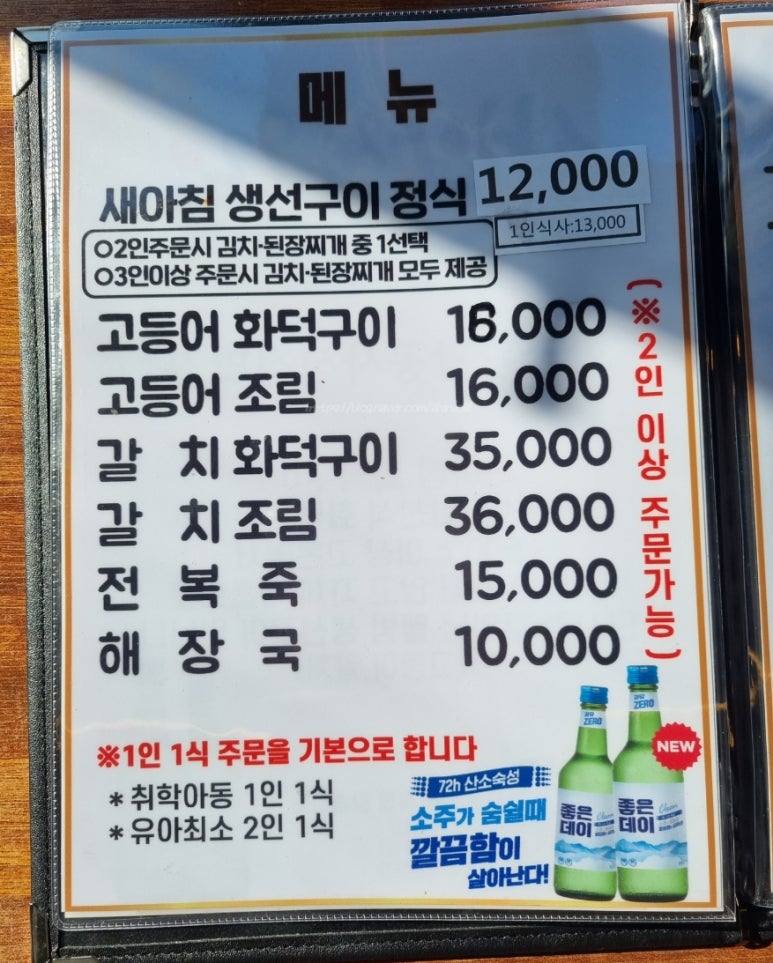 메뉴
새아침 생선구이 정식 12,000
1인식사:13,000
○2인주문시 김치·된장찌개 중 1선택
○3인이상 주문시 김치·된장찌개 모두 제공
고등어 화덕구이 16,000
고등어 조림 16,000
갈 치 화덕구이 35,000
갈 치 조림 36,000
전 복 죽 15,000
해 장 국 10,000
(※2인 이상 주문가능)
※1인 1식 주문을 기본으로 합니다
*취학아동 1인 1식
*유아최소 2인 1식
72h 산소숙성
소주가 숨쉴때
깔끔함이
살아난다!
ZERO
ZERO
NEW
좋은
데이
좋은
데이